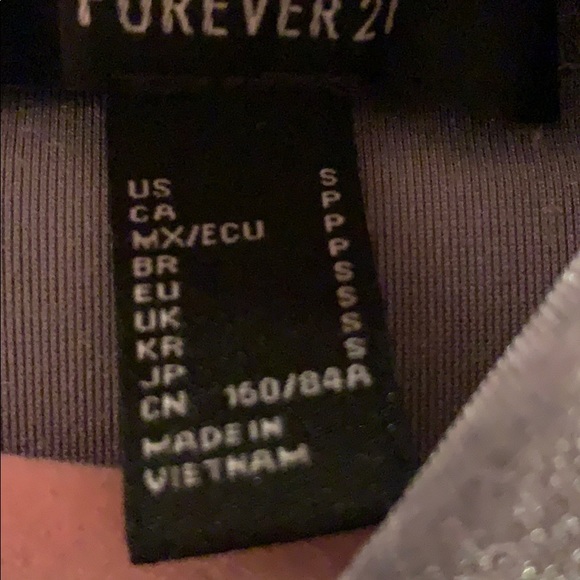 FOREVER 21
US S
CA P
MX/ECU P
BR P
EU S
UK S
KR S
JP S
CN 160/84A
MADE IN
VIETNAM